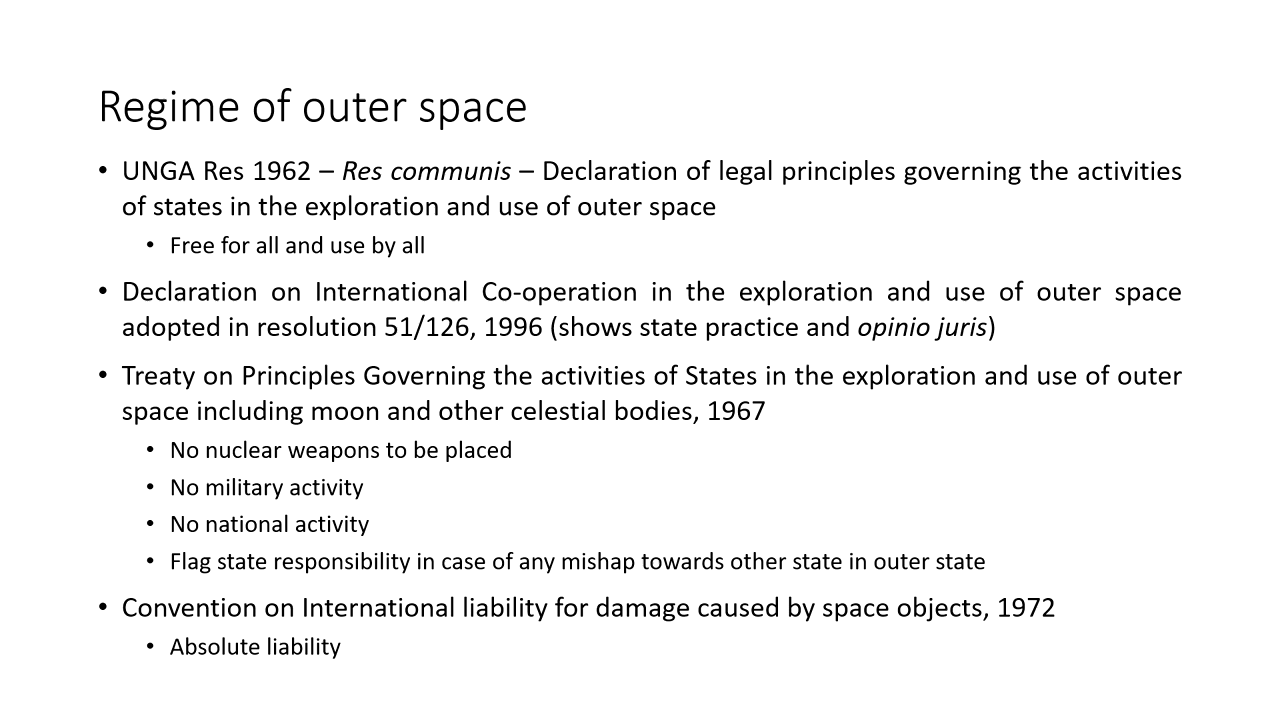 Regime of outer space
• UNGA Res 1962 – Res communis – Declaration of legal principles governing the activities
of states in the exploration and use of outer space
• Free for all and use by all
• Declaration on International Co-operation in the exploration and use of outer space
adopted in resolution 51/126, 1996 (shows state practice and opinio juris)
• Treaty on Principles Governing the activities of States in the exploration and use of outer
space including moon and other celestial bodies, 1967
• No nuclear weapons to be placed
• No military activity
• No national activity
• Flag state responsibility in case of any mishap towards other state in outer state
• Convention on International liability for damage caused by space objects, 1972
• Absolute liability